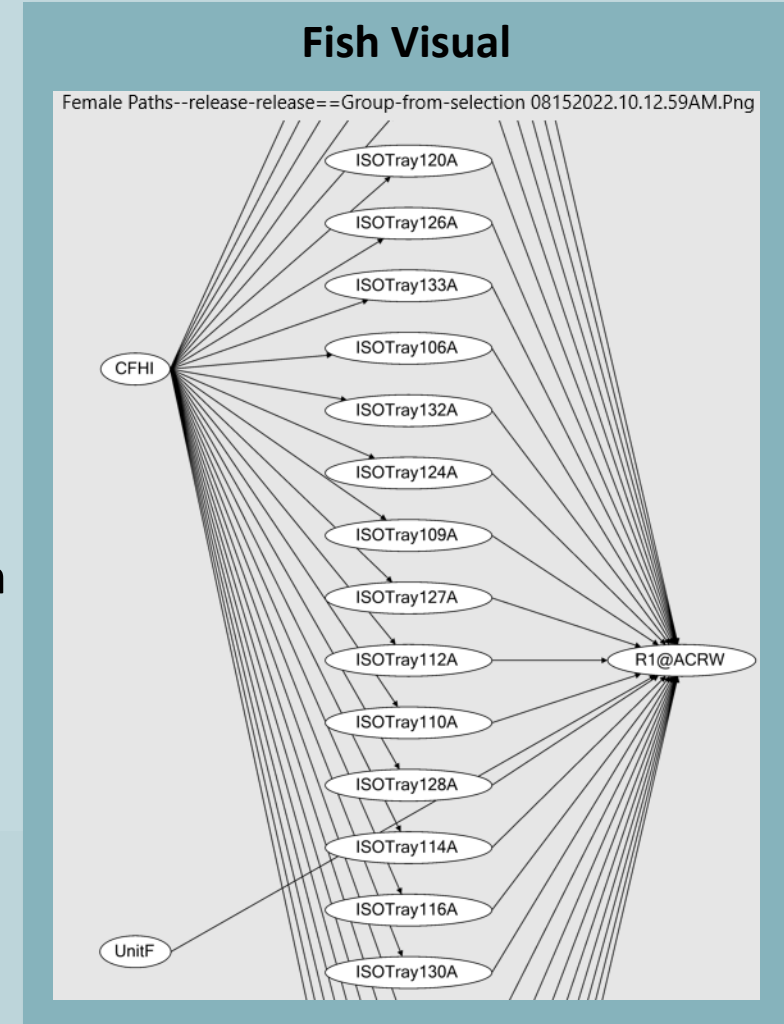 Fish Visual
Female Paths--release-release==Group-from-selection 08152022.10.12.59AM.Png
ISOTray120A
ISOTray126A
ISOTray133A
ISOTray106A
CFHI
ISOTray132A
ISOTray124A
ISOTray109A
ISOTray127A
ISOTray112A
R1@ACRW
ISOTray110A
ISOTray128A
ISOTray114A
ISOTray116A
UnitF
ISOTray130A